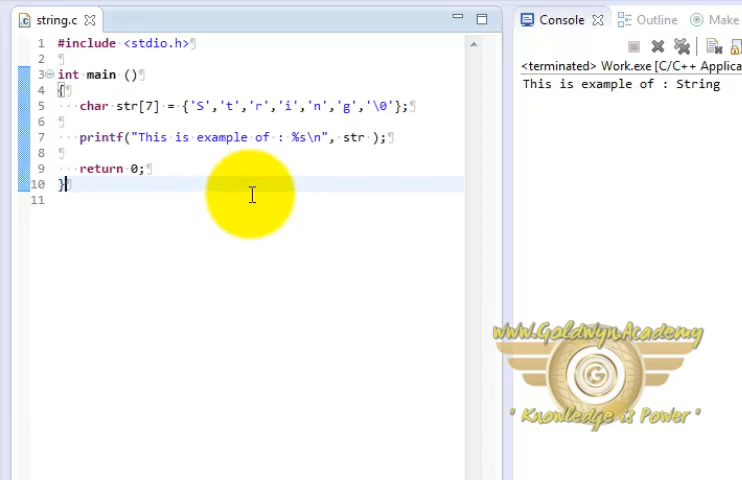 string.c
1 #include <stdio.h>
2
3 int main ()
4 {
5 char str[7] = {'S','t','r','i','n','g','\0'};
6
7 printf("This is example of : %s\n", str );
8
9 return 0;
10 }
11
Console Outline Make
<terminated> Work.exe [C/C++ Applica
This is example of : String
www.GoldwynAcademy
G
" Knowledge is Power "